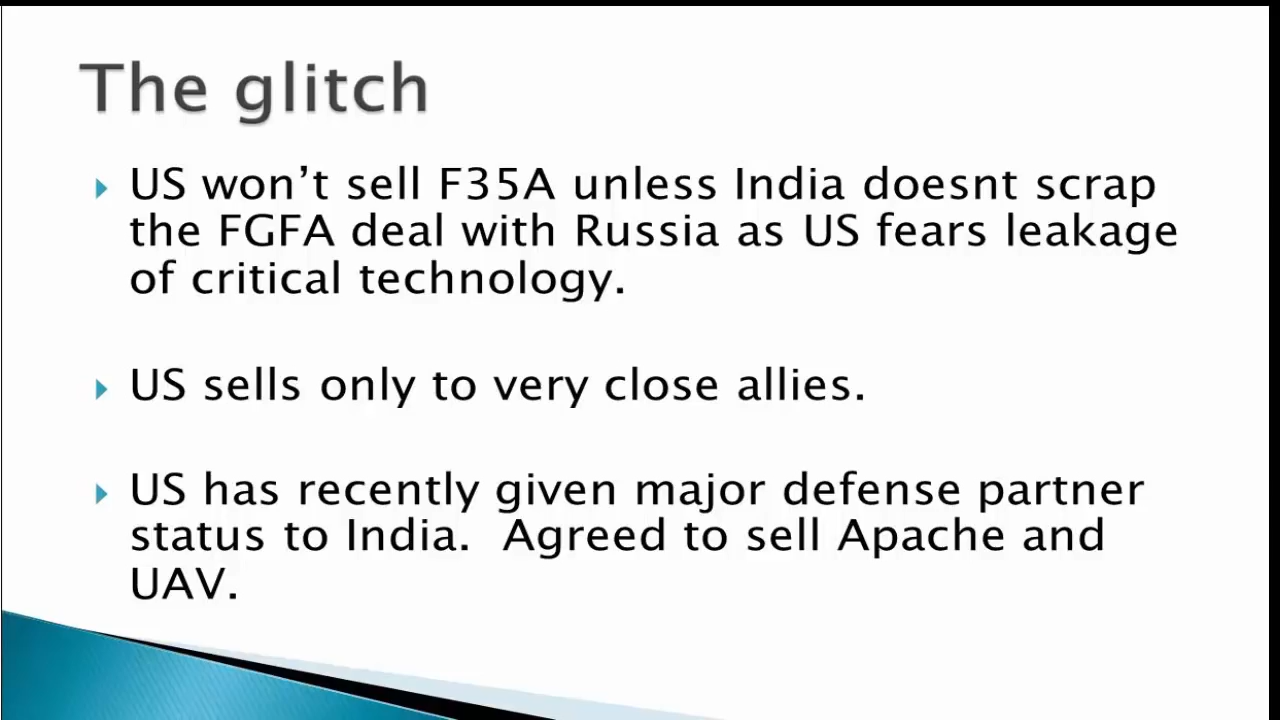 The glitch
US won’t sell F35A unless India doesnt scrap
the FGFA deal with Russia as US fears leakage
of critical technology.
US sells only to very close allies.
US has recently given major defense partner
status to India.  Agreed to sell Apache and
UAV.